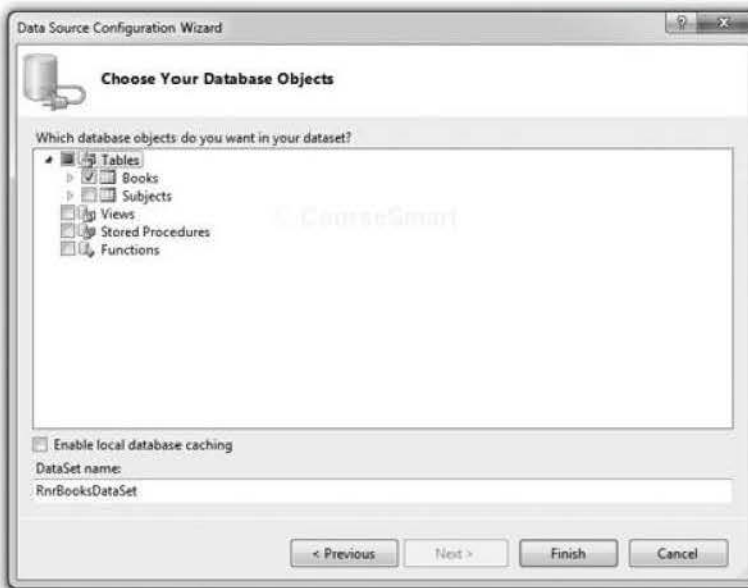 Data Source Configuration Wizard
Choose Your Database Objects
Which database objects do you want in your dataset?
Tables
Books
Subjects
Views
Stored Procedures
Functions
© CourseSmart
Enable local database caching
DataSet name:
RnrBooksDataSet
< Previous
Next >
Finish
Cancel